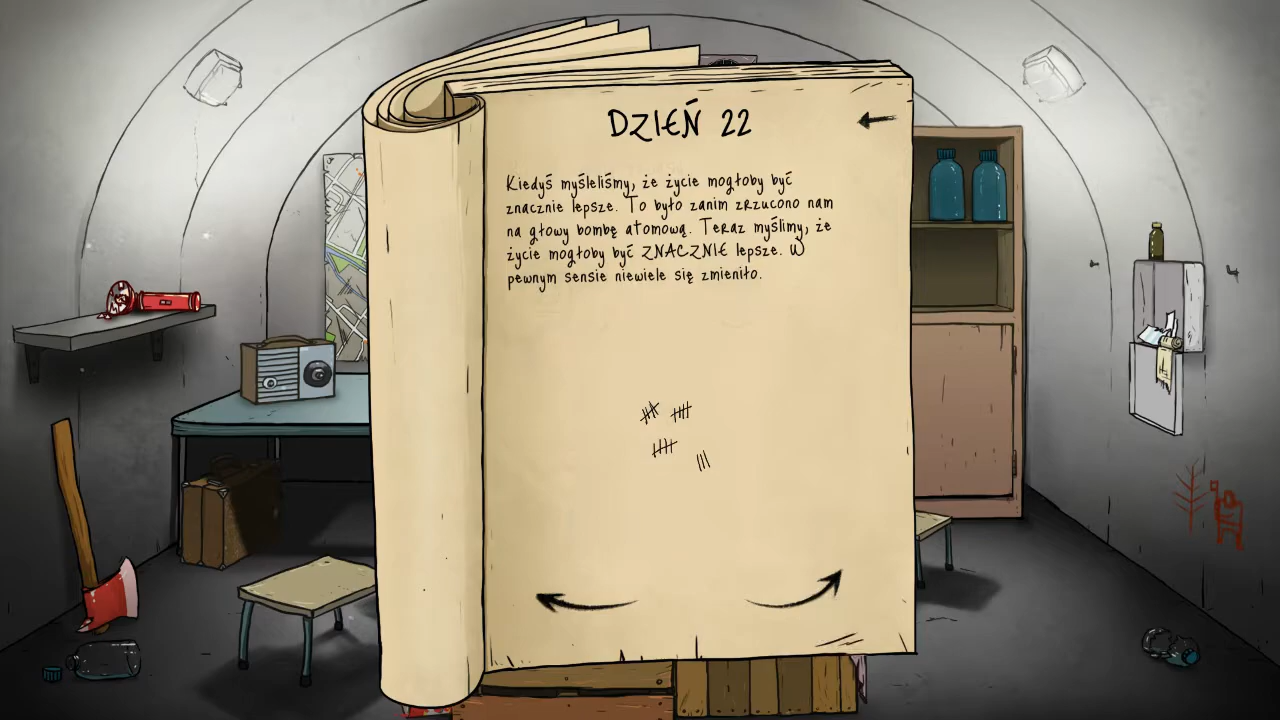 DZIEŃ 22
Kiedyś myśleliśmy, że życie mogłoby być
znacznie lepsze. To było zanim zrzucono nam
na głowy bombę atomową. Teraz myślimy, że
życie mogłoby być ZNACZNIE lepsze. W
pewnym sensie niewiele się zmieniło.